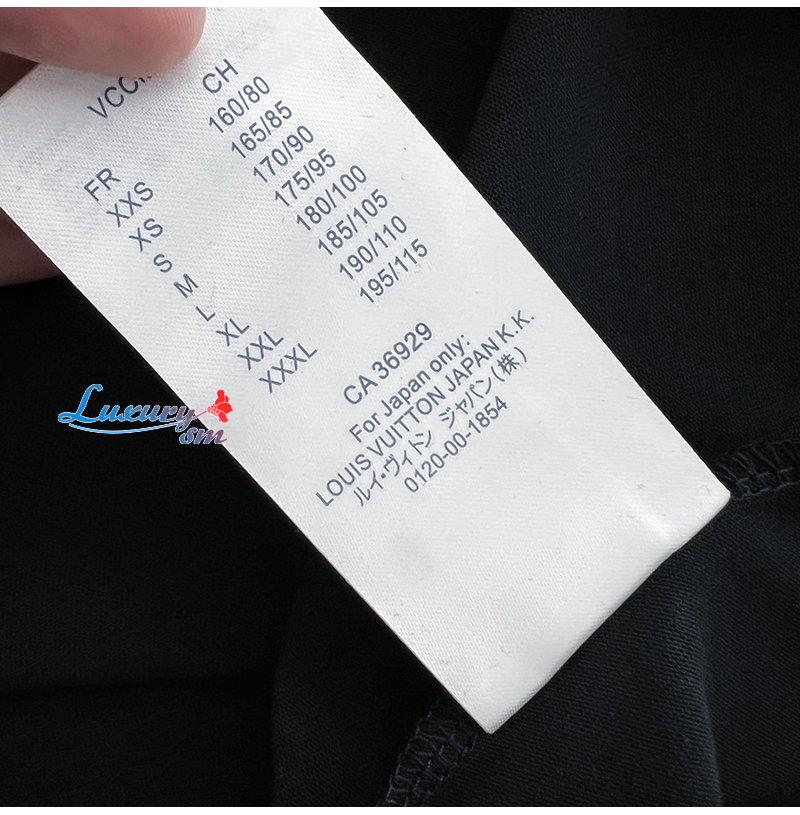 CH
FR
160/80
XXS
165/85
XS
170/90
S
175/95
M
180/100
L
185/105
XL
190/110
XXL
195/115
XXXL
CA 36929
For Japan only:
LOUIS VUITTON JAPAN K.K.
ルイ・ヴィトン ジャパン(株)
0120-00-1854
Luxury
sm